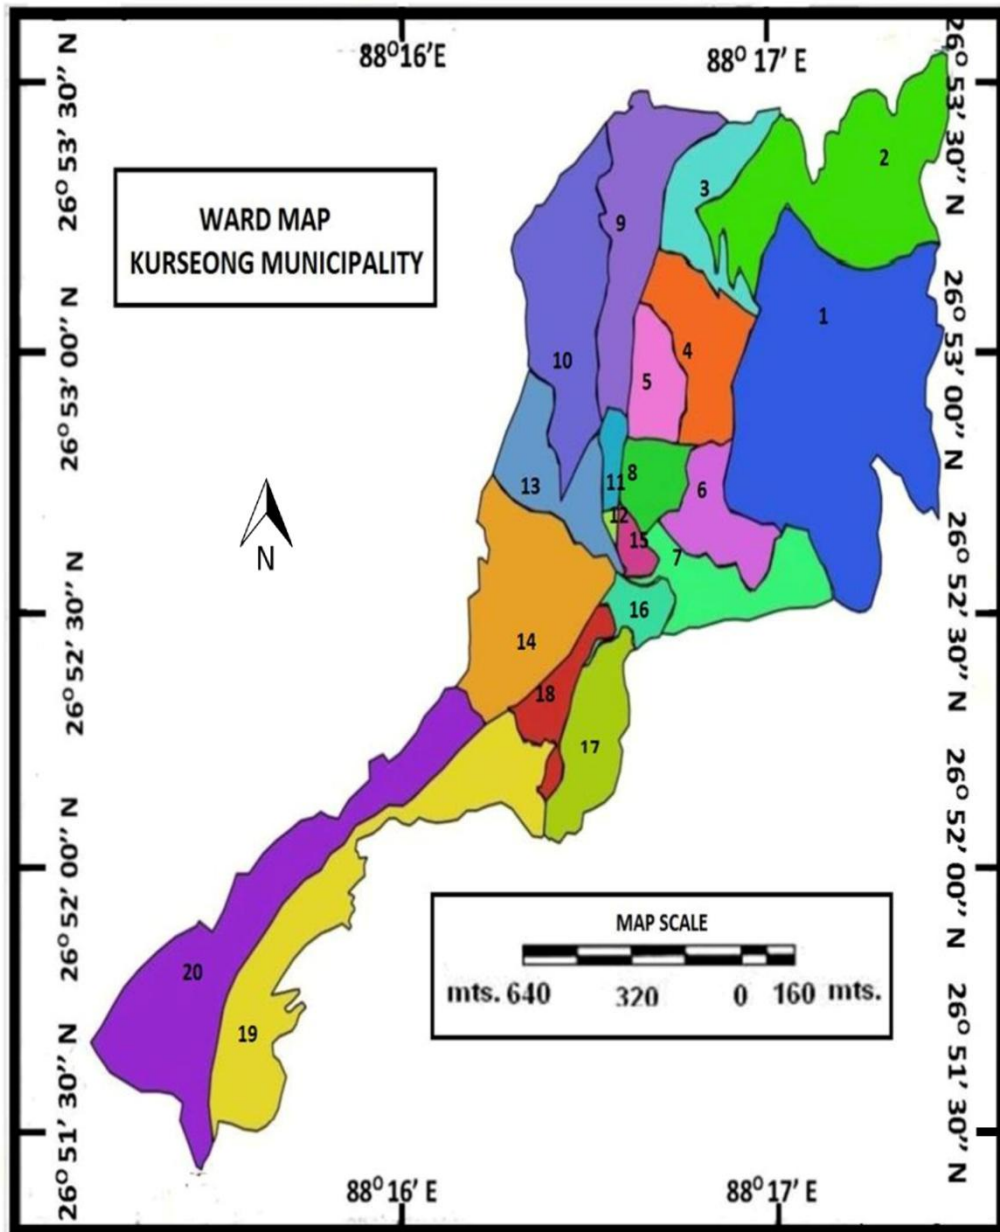 88⁰16'E
88⁰ 17' E
26⁰ 53' 30'' N
26⁰ 53' 30'' N
WARD MAP
KURSEONG MUNICIPALITY
2
3
9
1
4
10
5
26⁰ 53' 00'' N
26⁰ 53' 00'' N
8
11
13
6
12
15
7
N
16
14
26⁰ 52' 30'' N
26⁰ 52' 30'' N
18
17
26⁰ 52' 00'' N
26⁰ 52' 00'' N
MAP SCALE
mts. 640 320 0 160 mts.
20
19
26⁰ 51' 30'' N
26⁰ 51' 30'' N
88⁰ 16' E
88⁰ 17' E